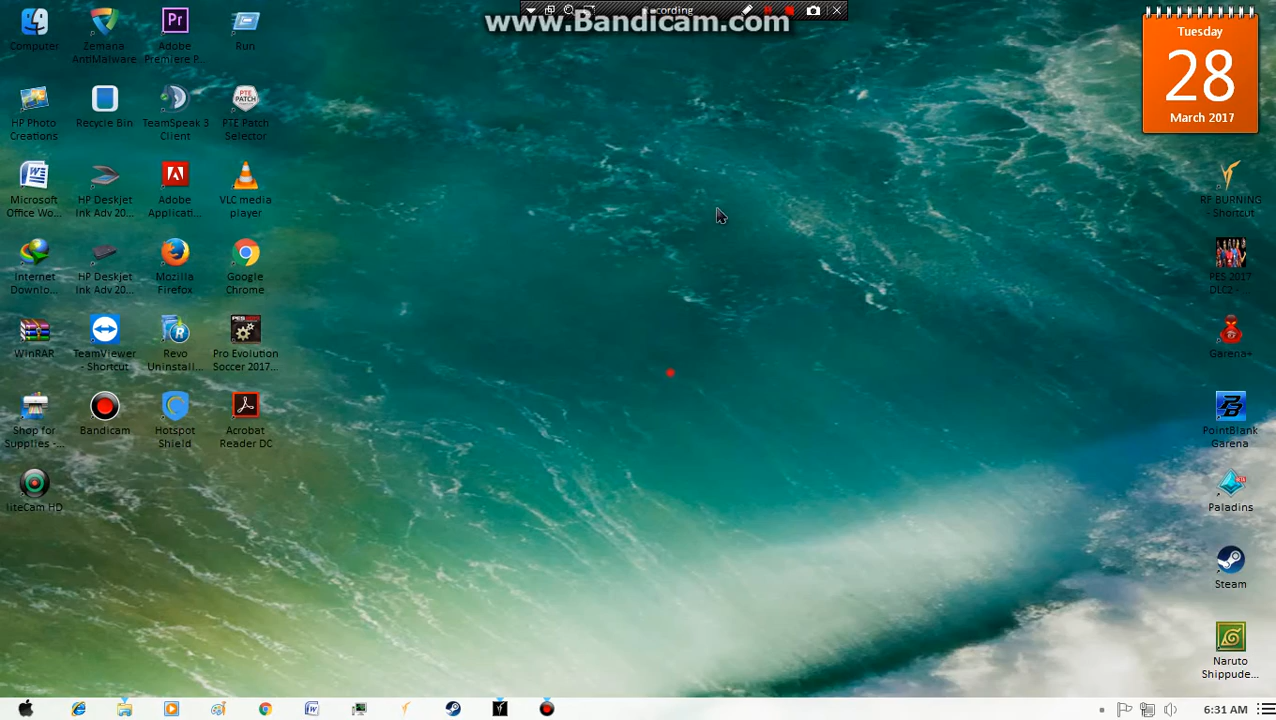 www.Bandicam.com
Computer
Zemana
AntiMalware
Adobe
Premiere P...
Run
HP Photo
Creations
Recycle Bin
TeamSpeak 3
Client
PTE Patch
Selector
Microsoft
Office Wo...
HP Deskjet
Ink Adv 20...
Adobe
Applicati...
VLC media
player
Internet
Downlo...
HP Deskjet
Ink Adv 20...
Mozilla
Firefox
Google
Chrome
WinRAR
TeamViewer
- Shortcut
Revo
Uninstall...
Pro Evolution
Soccer 2017...
Shop for
Supplies -...
Bandicam
Hotspot
Shield
Acrobat
Reader DC
liteCam HD
Tuesday
28
March 2017
RF BURNING
- Shortcut
PES 2017
DLC2 - ...
Garena+
PointBlank
Garena
Paladins
Steam
Naruto
Shippude...
6:31 AM